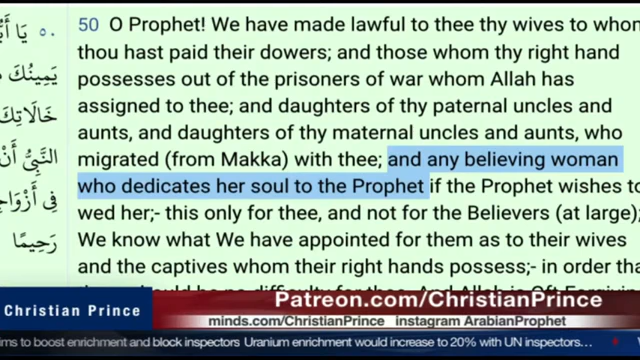 50 O Prophet! We have made lawful to thee thy wives to whom
thou hast paid their dowers; and those whom thy right hand
possesses out of the prisoners of war whom Allah has
assigned to thee; and daughters of thy paternal uncles and
aunts, and daughters of thy maternal uncles and aunts, who
migrated (from Makka) with thee; and any believing woman
who dedicates her soul to the Prophet if the Prophet wishes to
wed her;- this only for thee, and not for the Believers (at large);
We know what We have appointed for them as to their wives
and the captives whom their right hands possess;- in order tha
٥٠ يَا
يَمِينُكَ
خَالَاتِكَ
النَّبِيُّ أَن
فِي
رَحِيمًا
Christian Prince
Patreon.com/ChristianPrince
minds.com/ChristianPrince instagram ArabianProphet
ims to boost enrichment and block inspectors Uranium enrichment would increase to 20% with UN inspectors...